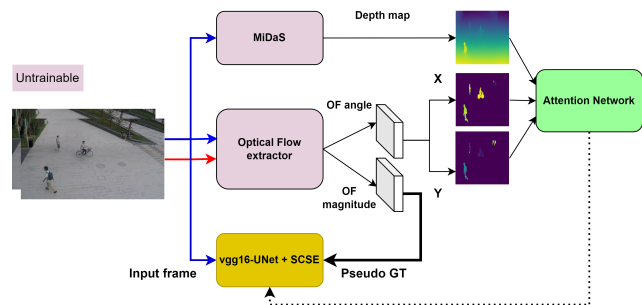 Depth map
MiDaS
Untrainable
X
OF angle
Attention Network
Optical Flow
extractor
OF
magnitude
Y
vgg16-UNet + SCSE
Input frame
Pseudo GT